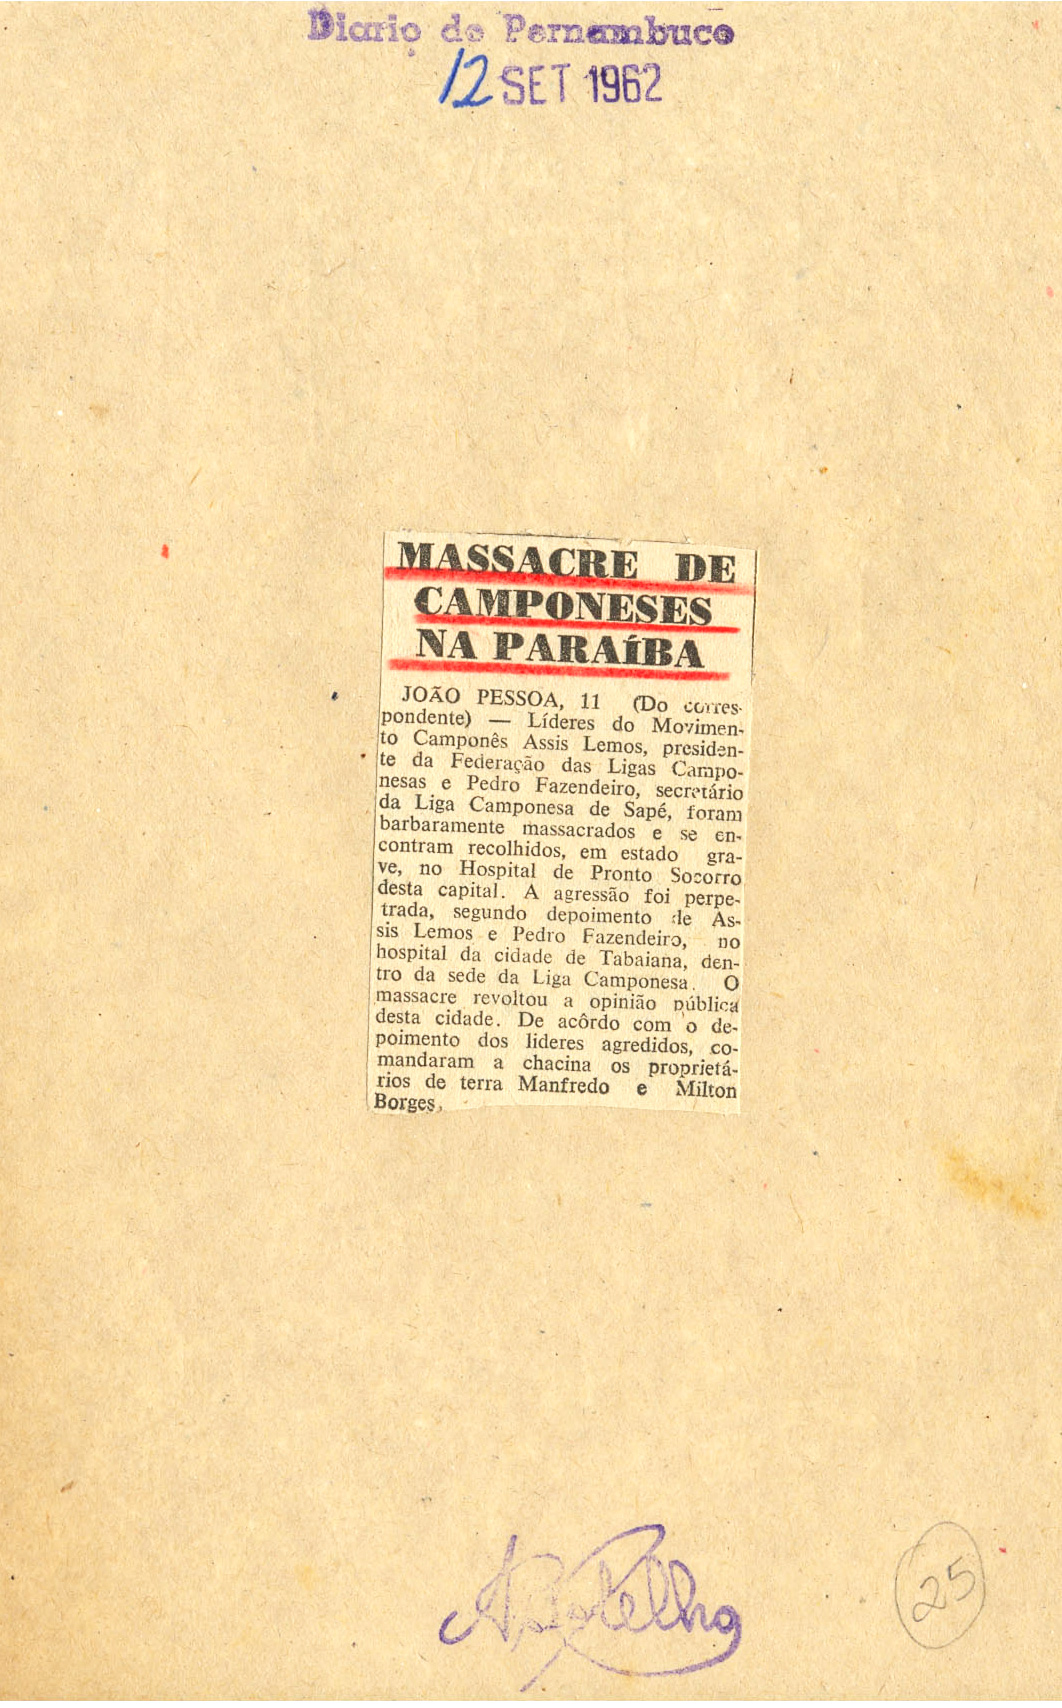 Diario de Pernambuco
12 SET 1962
MASSACRE DE
CAMPONESES
NA PARAÍBA
JOÃO PESSOA, 11 (Do corres-
pondente) — Líderes do Movimen-
to Camponês Assis Lemos, presiden-
te da Federação das Ligas Campo-
nesas e Pedro Fazendeiro, secretário
da Liga Camponesa de Sapé, foram
barbaramente massacrados e se en-
contram recolhidos, em estado gra-
ve, no Hospital de Pronto Socorro
desta capital. A agressão foi perpe-
trada, segundo depoimento de As-
sis Lemos e Pedro Fazendeiro, no
hospital da cidade de Tabaiana, den-
tro da sede da Liga Camponesa. O
massacre revoltou a opinião pública
desta cidade. De acôrdo com o de-
poimento dos lideres agredidos, co-
mandaram a chacina os proprietá-
rios de terra Manfredo e Milton
Borges.
25